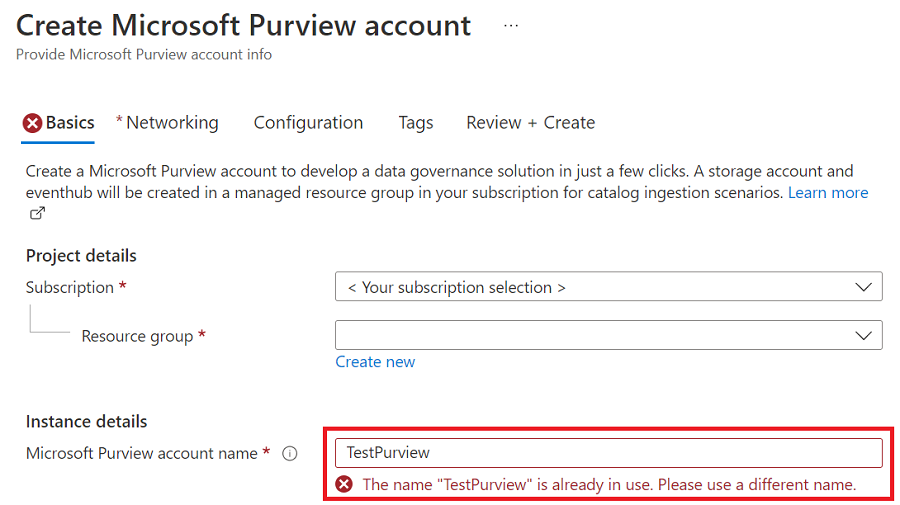 Create Microsoft Purview account ...
Provide Microsoft Purview account info
Basics * Networking Configuration Tags Review + Create
Create a Microsoft Purview account to develop a data governance solution in just a few clicks. A storage account and
eventhub will be created in a managed resource group in your subscription for catalog ingestion scenarios. Learn more
Project details
Subscription * < Your subscription selection >
Resource group *
Create new
Instance details
Microsoft Purview account name * TestPurview
The name "TestPurview" is already in use. Please use a different name.